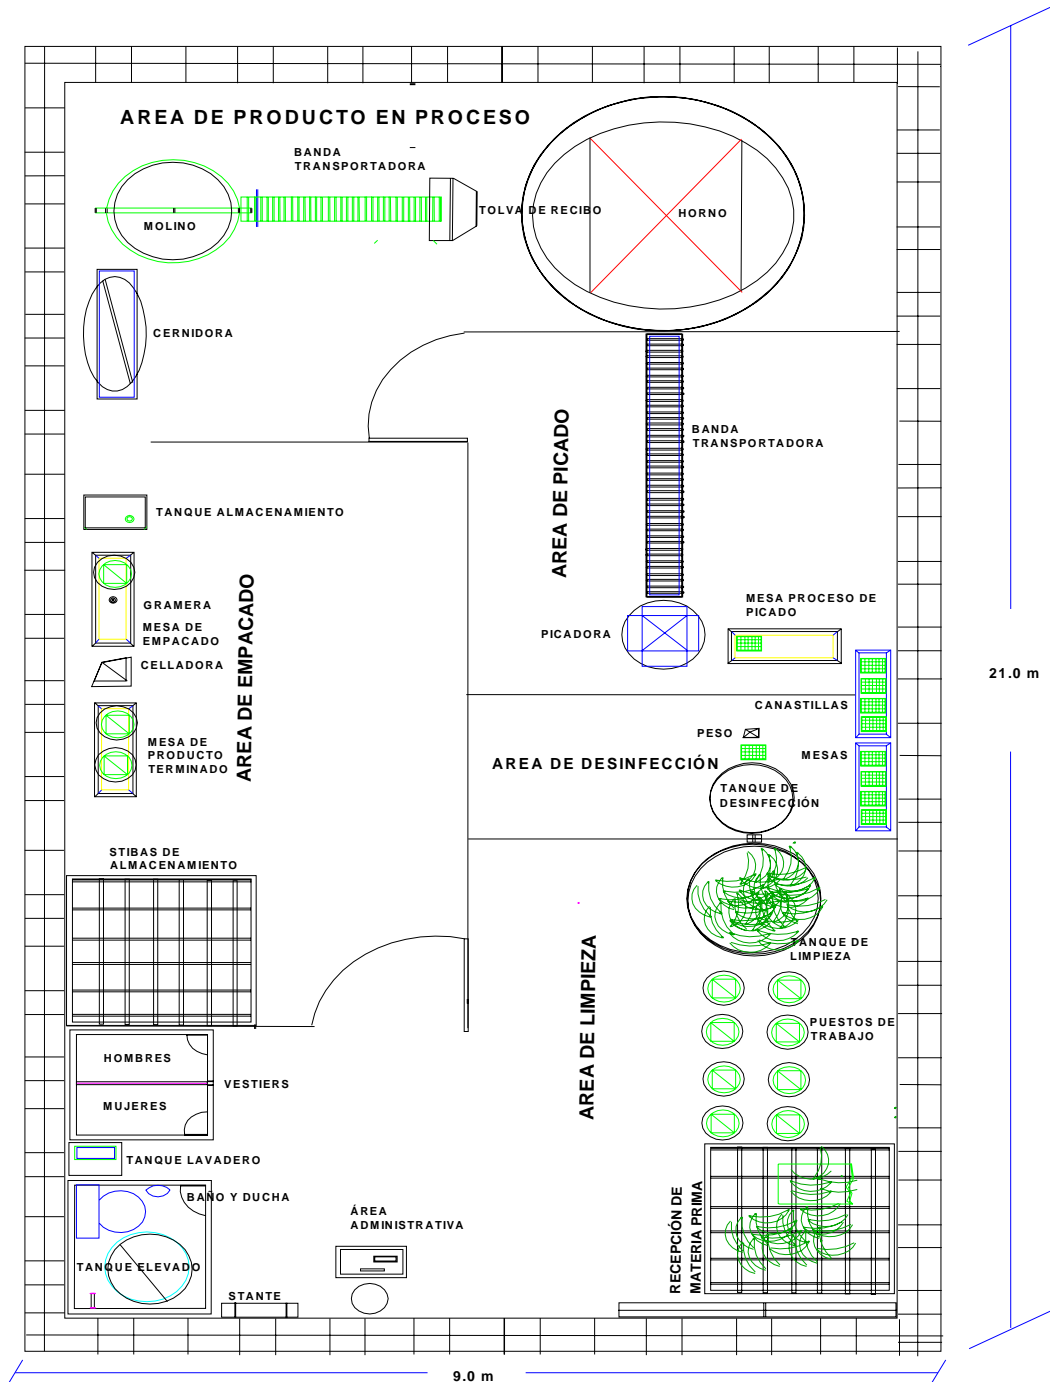 AREA DE PRODUCTO EN PROCESO
BANDA
TRANSPORTADORA
MOLINO
TOLVA DE RECIBO
HORNO
CERNIDORA
AREA DE PICADO
BANDA
TRANSPORTADORA
TANQUE ALMACENAMIENTO
AREA DE EMPACADO
GRAMERA
MESA DE
EMPACADO
CELLADORA
PICADORA
MESA PROCESO DE
PICADO
21.0 m
CANASTILLAS
PESO
MESAS
AREA DE DESINFECCIÓN
MESA DE
PRODUCTO
TERMINADO
TANQUE DE
DESINFECCIÓN
STIBAS DE
ALMACENAMIENTO
AREA DE LIMPIEZA
TANQUE DE
LIMPIEZA
PUESTOS DE
TRABAJO
HOMBRES
VESTIERS
MUJERES
TANQUE LAVADERO
BAÑO Y DUCHA
ÁREA
ADMINISTRATIVA
RECEPCIÓN DE
MATERIA PRIMA
TANQUE ELEVADO
STANTE
9.0 m